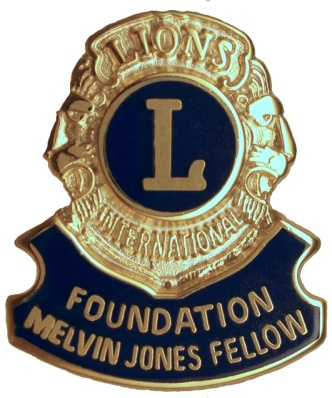 LIONS
L
INTERNATIONAL
FOUNDATION
MELVIN JONES FELLOW